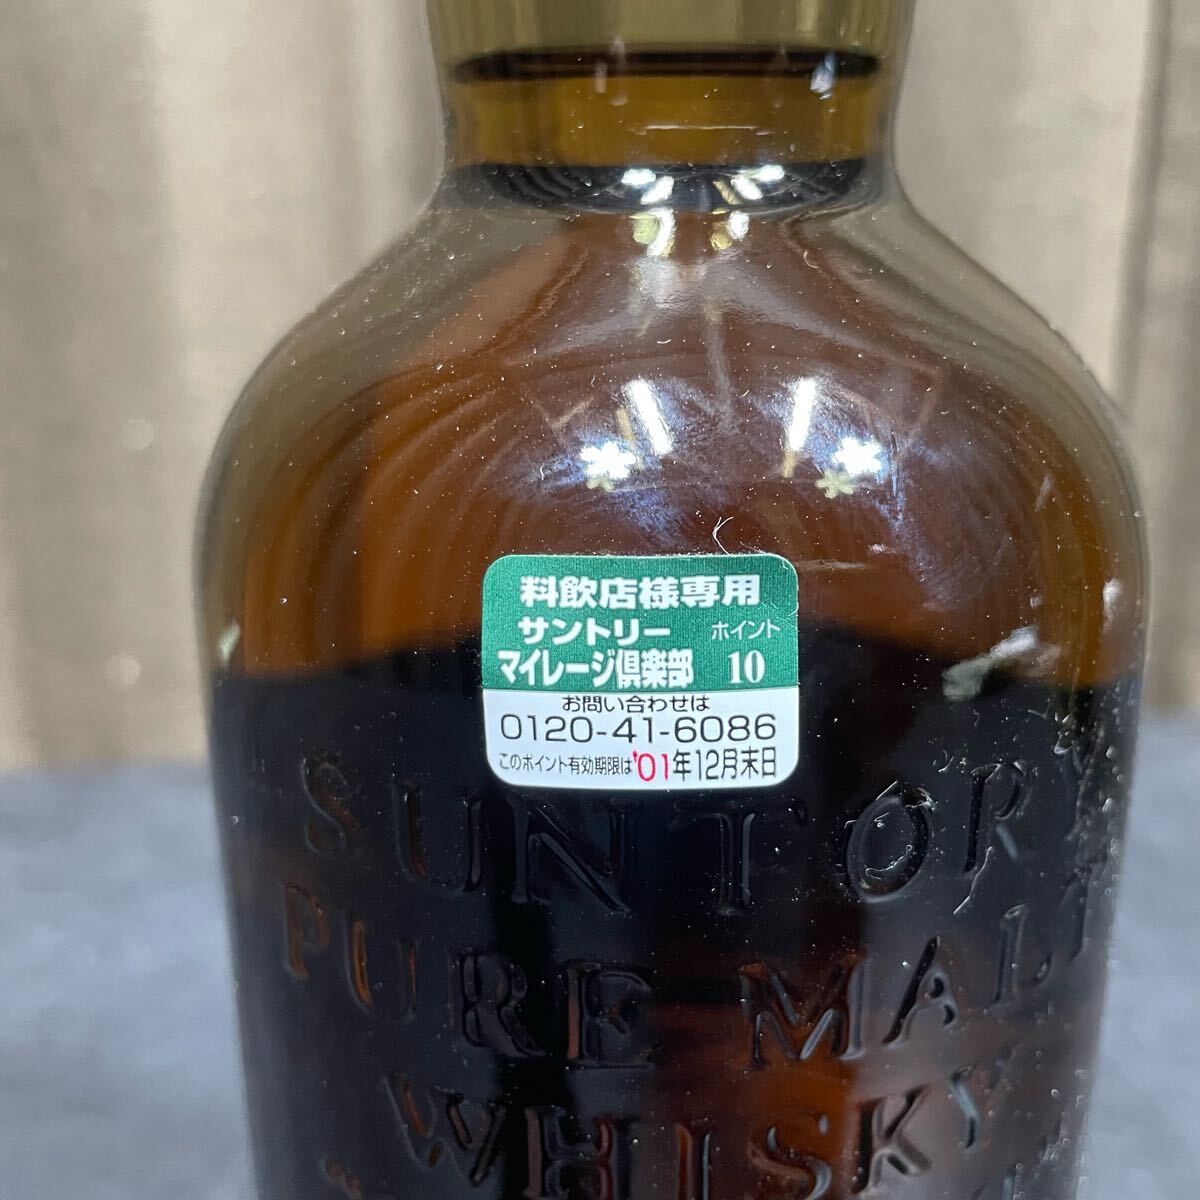 料飲店様専用
サントリー ポイント
マイレージ倶楽部 10
お問い合わせは
0120-41-6086
このポイント有効期限は'01年12月末日
SUNTORY
PURE MALT
WHISKY